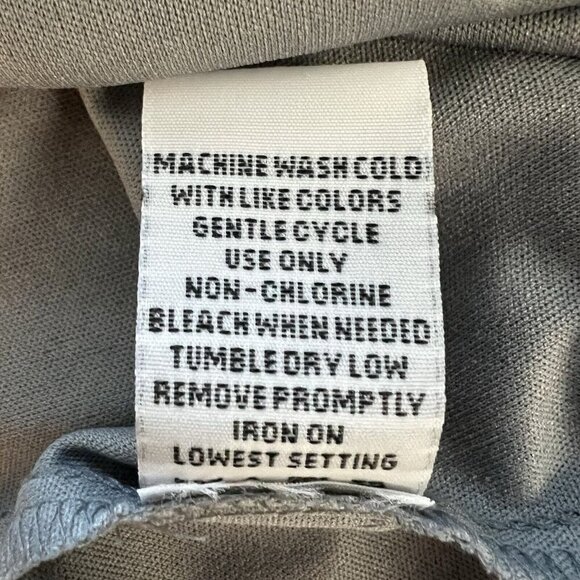 MACHINE WASH COLD
WITH LIKE COLORS
GENTLE CYCLE
USE ONLY
NON-CHLORINE
BLEACH WHEN NEEDED
TUMBLE DRY LOW
REMOVE PROMPTLY
IRON ON
LOWEST SETTING